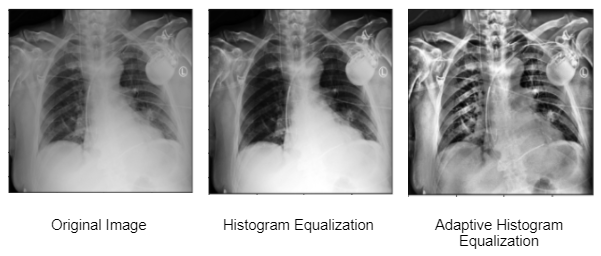 Original Image
Histogram Equalization
Adaptive Histogram
Equalization
L
L
L